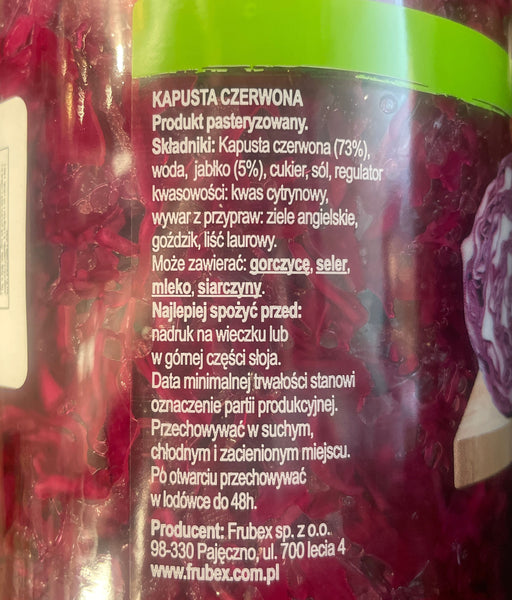 KAPUSTA CZERWONA
Produkt pasteryzowany.
Składniki: Kapusta czerwona (73%),
woda, jabłko (5%), cukier, sól, regulator
kwasowości: kwas cytrynowy,
wywar z przypraw: ziele angielskie,
goździk, liść laurowy.
Może zawierać: gorczycę, seler,
mleko, siarczyny.
Najlepiej spożyć przed:
nadruk na wieczku lub
w górnej części słoja.
Data minimalnej trwałości stanowi
oznaczenie partii produkcyjnej.
Przechowywać w suchym,
chłodnym i zacienionym miejscu.
Po otwarciu przechowywać
w lodówce do 48h.
Producent: Frubex sp. z o.o.
98-330 Pajęczno, ul. 700 lecia 4
www.frubex.com.pl